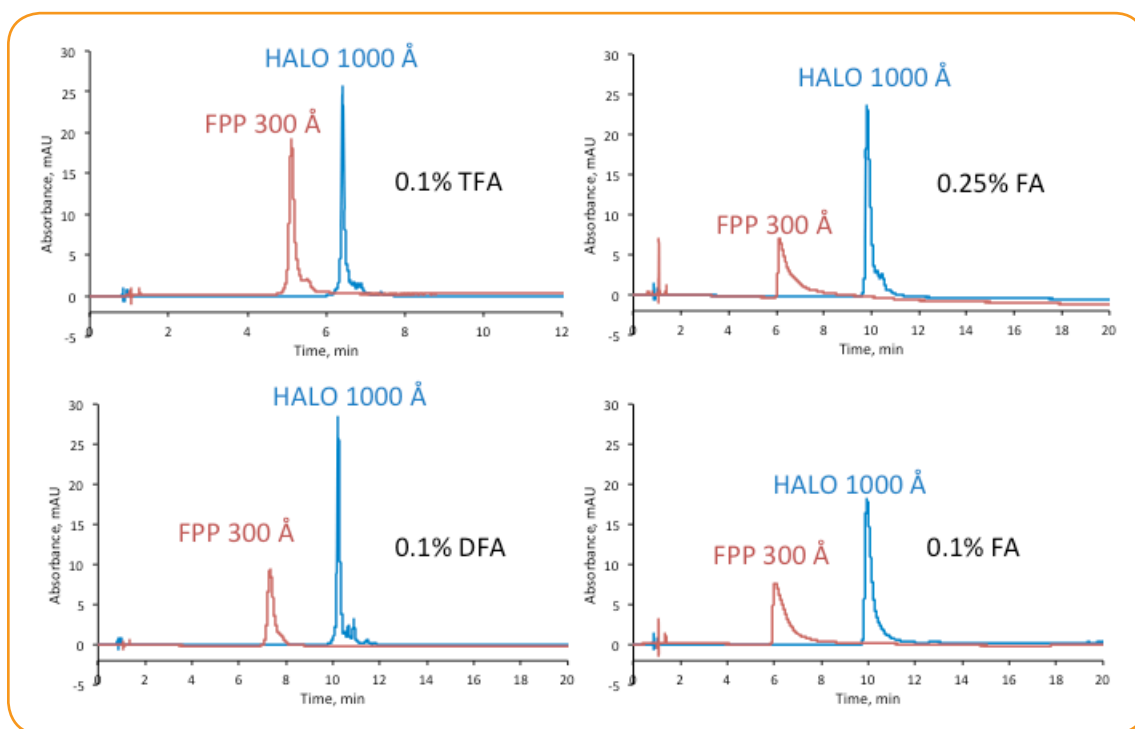 HALO 1000 Å
FPP 300 Å
0.1% TFA
Absorbance, mAU
30
25
20
15
10
5
0
-5
0 2 4 6 8 10 12
Time, min
HALO 1000 Å
FPP 300 Å
0.25% FA
Absorbance, mAU
30
25
20
15
10
5
0
-5
0 2 4 6 8 10 12 14 16 18 20
Time, min
HALO 1000 Å
FPP 300 Å
0.1% DFA
Absorbance, mAU
30
25
20
15
10
5
0
-5
0 2 4 6 8 10 12 14 16 18 20
Time, min
HALO 1000 Å
FPP 300 Å
0.1% FA
Absorbance, mAU
30
25
20
15
10
5
0
-5
0 2 4 6 8 10 12 14 16 18 20
Time, min